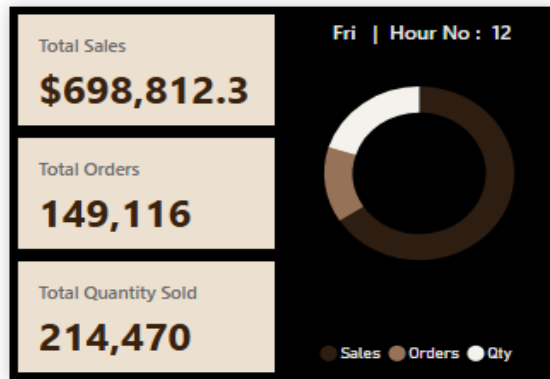 Total Sales
$698,812.3
Total Orders
149,116
Total Quantity Sold
214,470
Fri | Hour No : 12
Sales Orders Qty